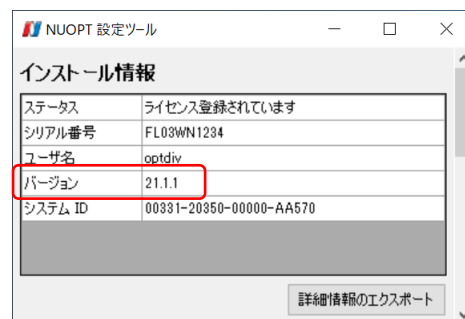 NUOPT 設定ツール
インストール情報
ステータス ライセンス登録されています
シリアル番号 FL03WN1234
ユーザ名 optdiv
バージョン 21.1.1
システム ID 00331-20350-00000-AA570
詳細情報のエクスポート